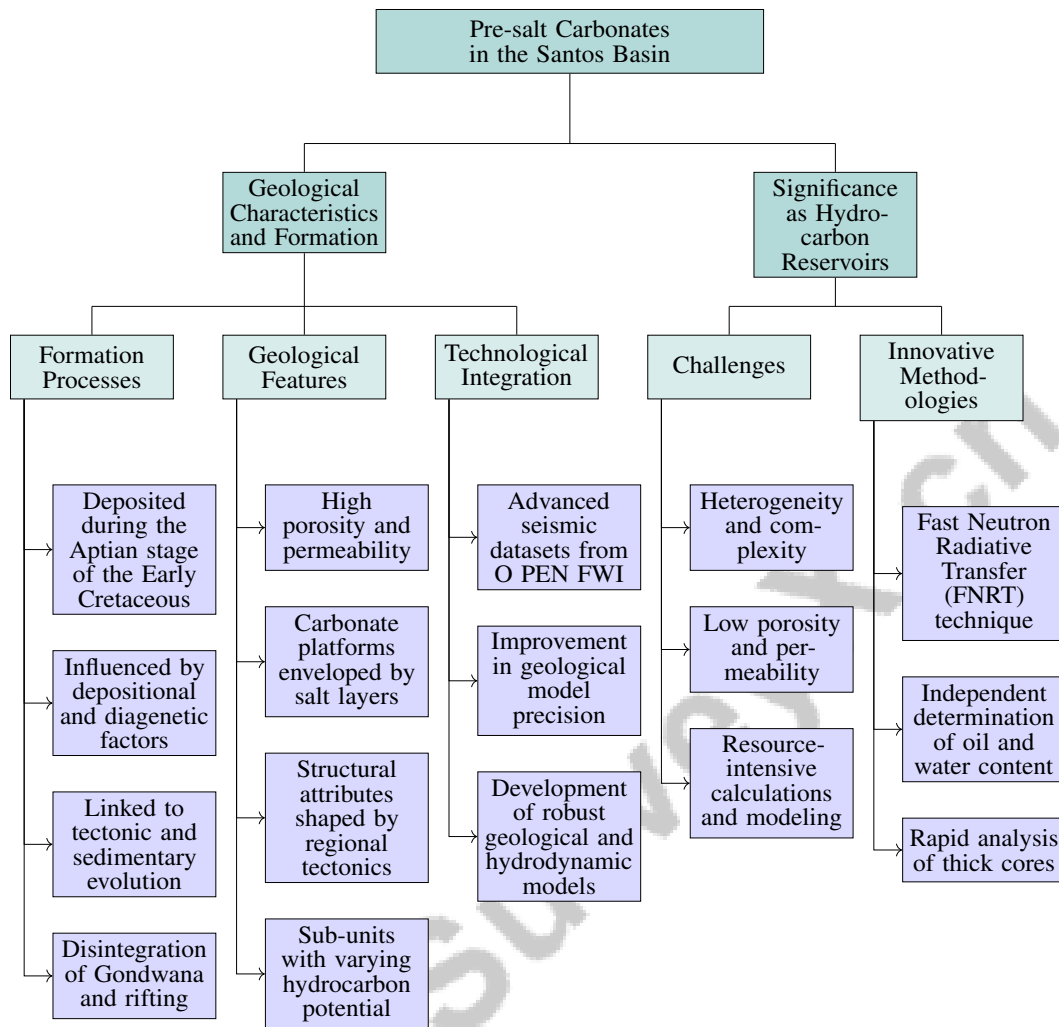 Pre-salt Carbonates
in the Santos Basin
Geological
Characteristics
and Formation
Significance
as Hydro-
carbon
Reservoirs
Formation
Processes
Geological
Features
Technological
Integration
Challenges
Innovative
Method-
ologies
Deposited
during the
Aptian stage
of the Early
Cretaceous
Influenced by
depositional
and diagenetic
factors
Linked to
tectonic and
sedimentary
evolution
Disintegration
of Gondwana
and rifting
High
porosity and
permeability
Carbonate
platforms
enveloped by
salt layers
Structural
attributes
shaped by
regional
tectonics
Sub-units
with varying
hydrocarbon
potential
Advanced
seismic
datasets from
O PEN FWI
Improvement
in geological
model
precision
Development
of robust
geological and
hydrodynamic
models
Heterogeneity
and com-
plexity
Low porosity
and per-
meability
Resource-
intensive
calculations
and modeling
Fast Neutron
Radiative
Transfer
(FNRT)
technique
Independent
determination
of oil and
water content
Rapid analysis
of thick cores